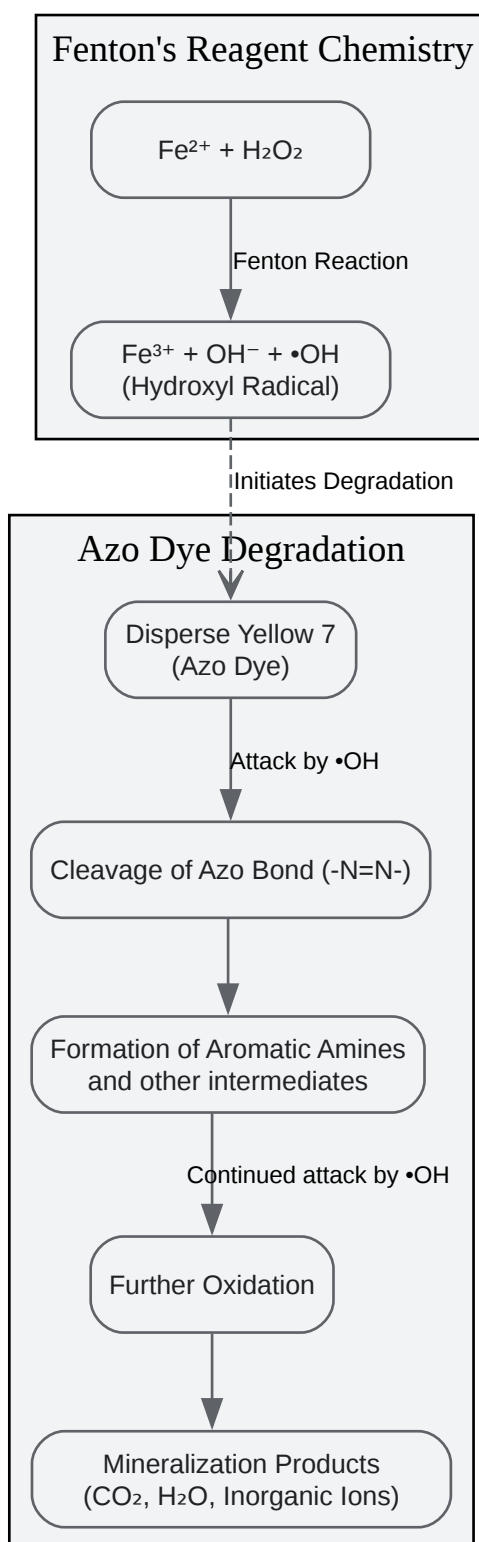 Fenton's Reagent Chemistry
Fe²⁺ + H₂O₂
Fenton Reaction
Fe³⁺ + OH⁻ + •OH
(Hydroxyl Radical)
Initiates Degradation
Azo Dye Degradation
Disperse Yellow 7
(Azo Dye)
Attack by •OH
Cleavage of Azo Bond (-N=N-)
Formation of Aromatic Amines
and other intermediates
Continued attack by •OH
Further Oxidation
Mineralization Products
(CO₂, H₂O, Inorganic Ions)